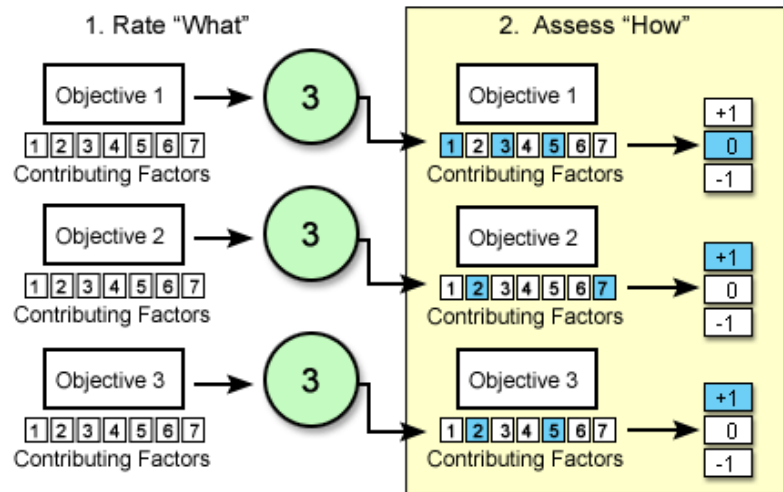 1. Rate “What”
2. Assess “How”
Objective 1
3
Objective 1
+1
1 2 3 4 5 6 7
1 2 3 4 5 6 7
0
Contributing Factors
Contributing Factors
-1
Objective 2
3
Objective 2
+1
1 2 3 4 5 6 7
1 2 3 4 5 6 7
0
Contributing Factors
Contributing Factors
-1
Objective 3
3
Objective 3
+1
1 2 3 4 5 6 7
1 2 3 4 5 6 7
0
Contributing Factors
Contributing Factors
-1